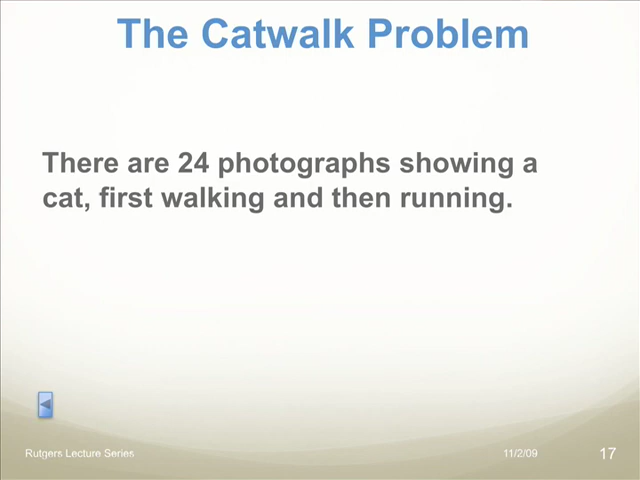 The Catwalk Problem
There are 24 photographs showing a
cat, first walking and then running.
Rutgers Lecture Series
11/2/09
17